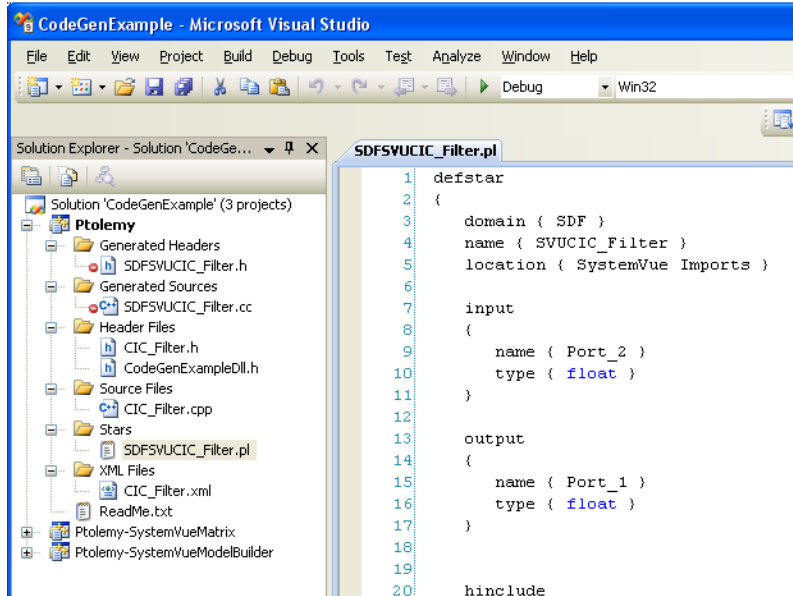 CodeGenExample - Microsoft Visual Studio
File Edit View Project Build Debug Tools Test Analyze Window Help
Debug Win32
Solution Explorer - Solution 'CodeGe...
SDFSVUCIC_Filter.pl
Solution 'CodeGenExample' (3 projects)
Ptolemy
Generated Headers
SDFSVUCIC_Filter.h
Generated Sources
SDFSVUCIC_Filter.cc
Header Files
CIC_Filter.h
CodeGenExampleDll.h
Source Files
CIC_Filter.cpp
Stars
SDFSVUCIC_Filter.pl
XML Files
CIC_Filter.xml
ReadMe.txt
Ptolemy-SystemVueMatrix
Ptolemy-SystemVueModelBuilder
1 defstar
2 {
3 domain { SDF }
4 name { SVUCIC_Filter }
5 location { SystemVue Imports }
6
7 input
8 {
9 name { Port_2 }
10 type { float }
11 }
12
13 output
14 {
15 name { Port_1 }
16 type { float }
17 }
18
19
20 hinclude